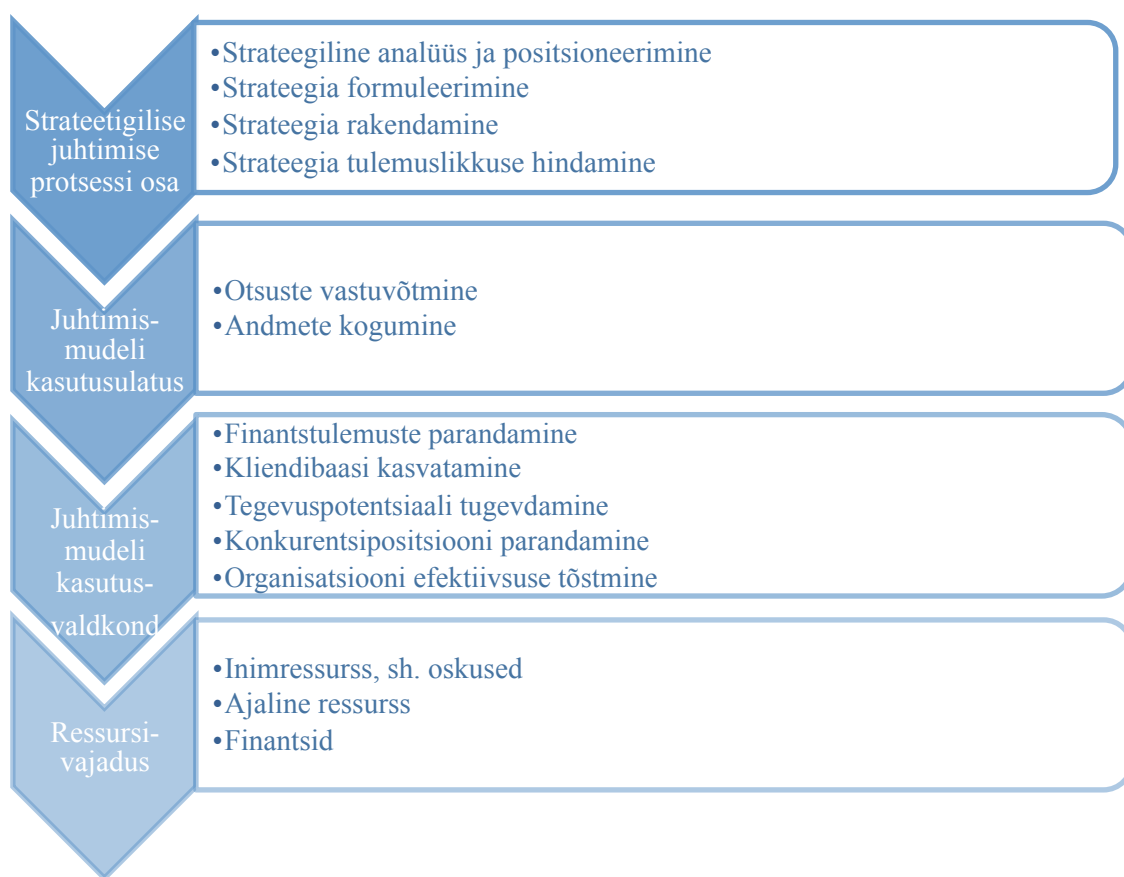 Strateetigilise
juhtimise
protsessi osa
•Strateegiline analüüs ja positsioneerimine
•Strateegia formuleerimine
•Strateegia rakendamine
•Strateegia tulemuslikkuse hindamine
Juhtimis-
mudeli
kasutusulatus
•Otsuste vastuvõtmine
•Andmete kogumine
Juhtimis-
mudeli
kasutus-
valdkond
•Finantstulemuste parandamine
•Kliendibaasi kasvatamine
•Tegevuspotentsiaali tugevdamine
•Konkurentsipositsiooni parandamine
•Organisatsiooni efektiivsuse tõstmine
Ressursi-
vajadus
•Inimressurss, sh. oskused
•Ajaline ressurss
•Finantsid